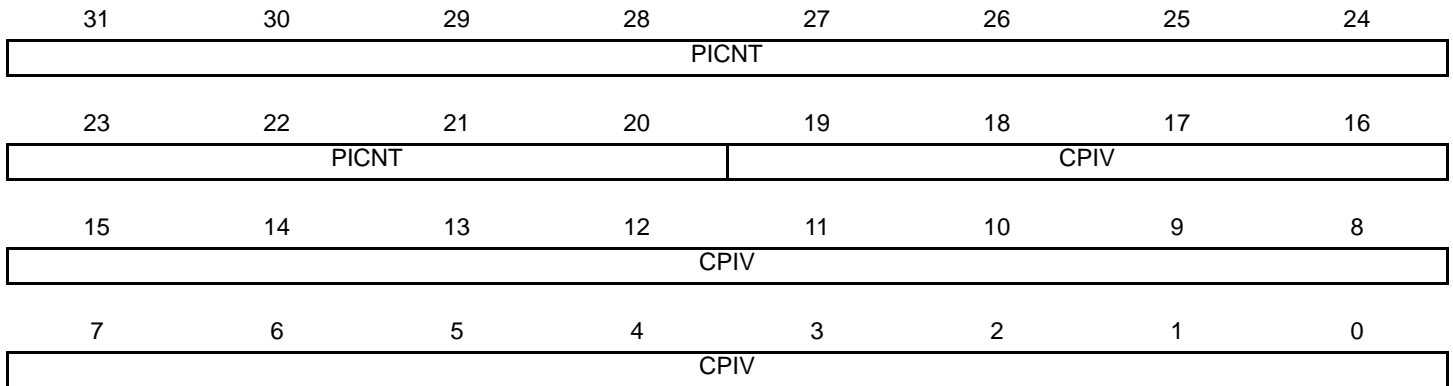 31 30 29 28 27 26 25 24
PICNT
23 22 21 20 19 18 17 16
PICNT CPIV
15 14 13 12 11 10 9 8
CPIV
7 6 5 4 3 2 1 0
CPIV